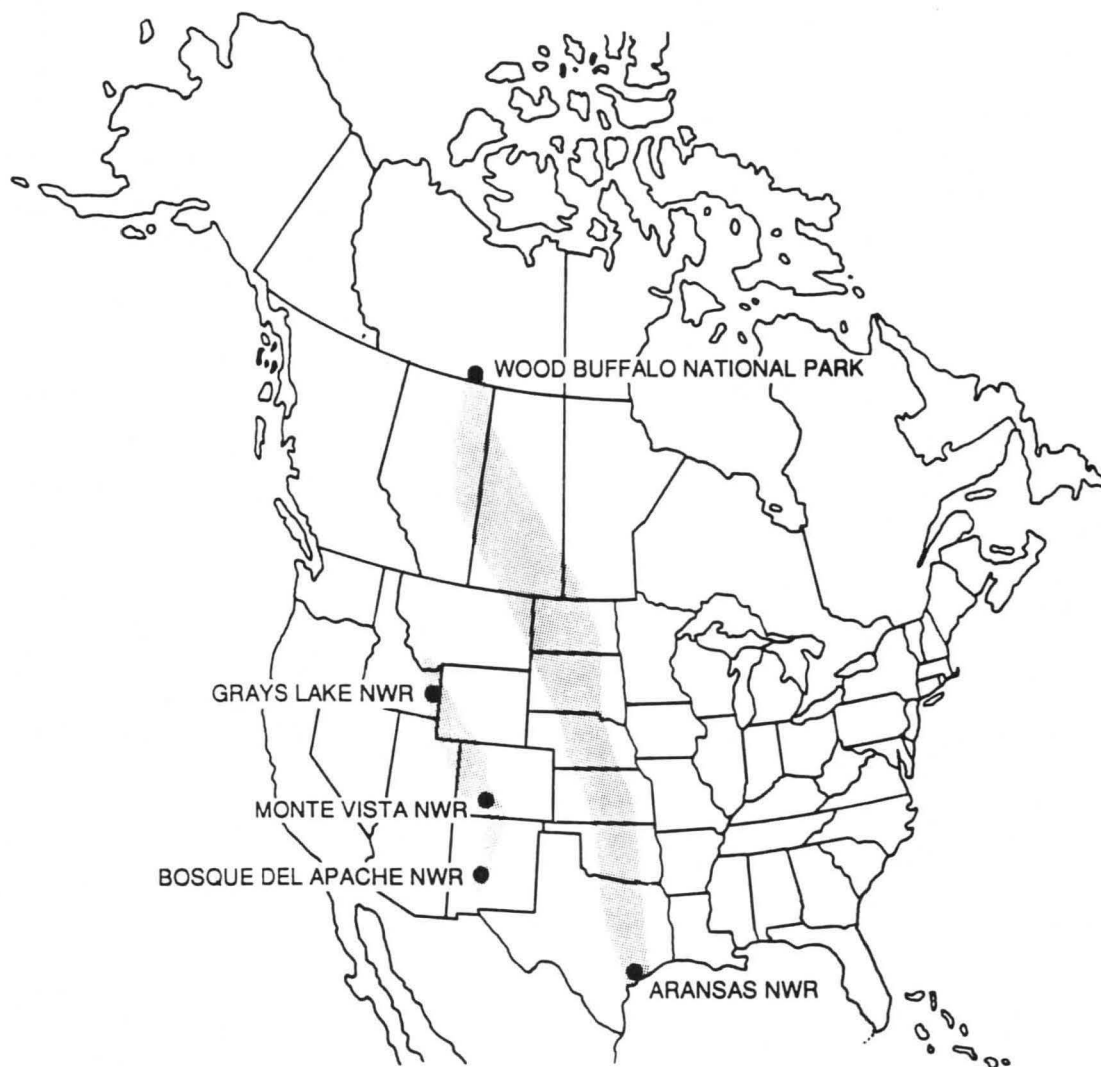 WOOD BUFFALO NATIONAL PARK
GRAYS LAKE NWR
MONTE VISTA NWR
BOSQUE DEL APACHE NWR
ARANSAS NWR